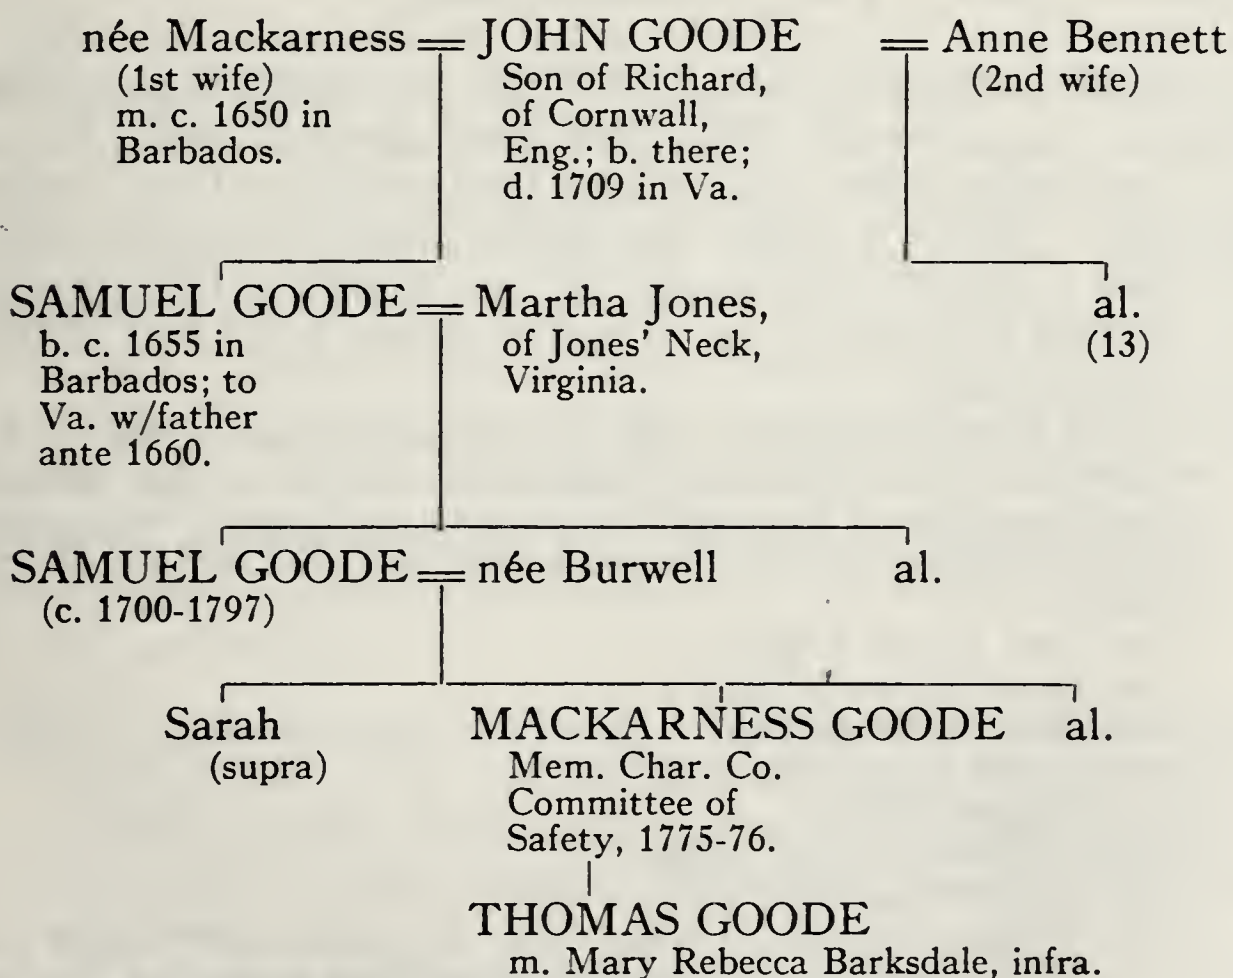 née Mackarness = JOHN GOODE = Anne Bennett
(1st wife) Son of Richard, (2nd wife)
m. c. 1650 in of Cornwall,
Barbados. Eng.; b. there;
d. 1709 in Va.
SAMUEL GOODE = Martha Jones, al.
b. c. 1655 in of Jones' Neck, (13)
Barbados; to Virginia.
Va. w/father
ante 1660.
SAMUEL GOODE = née Burwell al.
(c. 1700-1797)
Sarah MACKARNESS GOODE al.
(supra) Mem. Char. Co.
Committee of
Safety, 1775-76.
THOMAS GOODE
m. Mary Rebecca Barksdale, infra.